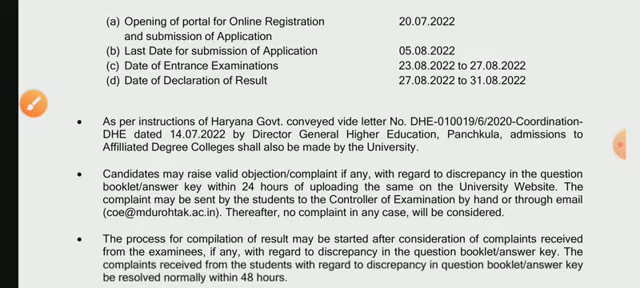 (a) Opening of portal for Online Registration 20.07.2022
and submission of Application
(b) Last Date for submission of Application 05.08.2022
(c) Date of Entrance Examinations 23.08.2022 to 27.08.2022
(d) Date of Declaration of Result 27.08.2022 to 31.08.2022
• As per instructions of Haryana Govt. conveyed vide letter No. DHE-010019/6/2020-Coordination-
DHE dated 14.07.2022 by Director General Higher Education, Panchkula, admissions to
Affilliated Degree Colleges shall also be made by the University.
• Candidates may raise valid objection/complaint if any, with regard to discrepancy in the question
booklet/answer key within 24 hours of uploading the same on the University Website. The
complaint may be sent by the students to the Controller of Examination by hand or through email
(coe@mdurohtak.ac.in). Thereafter, no complaint in any case, will be considered.
• The process for compilation of result may be started after consideration of complaints received
from the examinees, if any, with regard to discrepancy in the question booklet/answer key. The
complaints received from the students with regard to discrepancy in question booklet/answer key
be resolved normally within 48 hours.